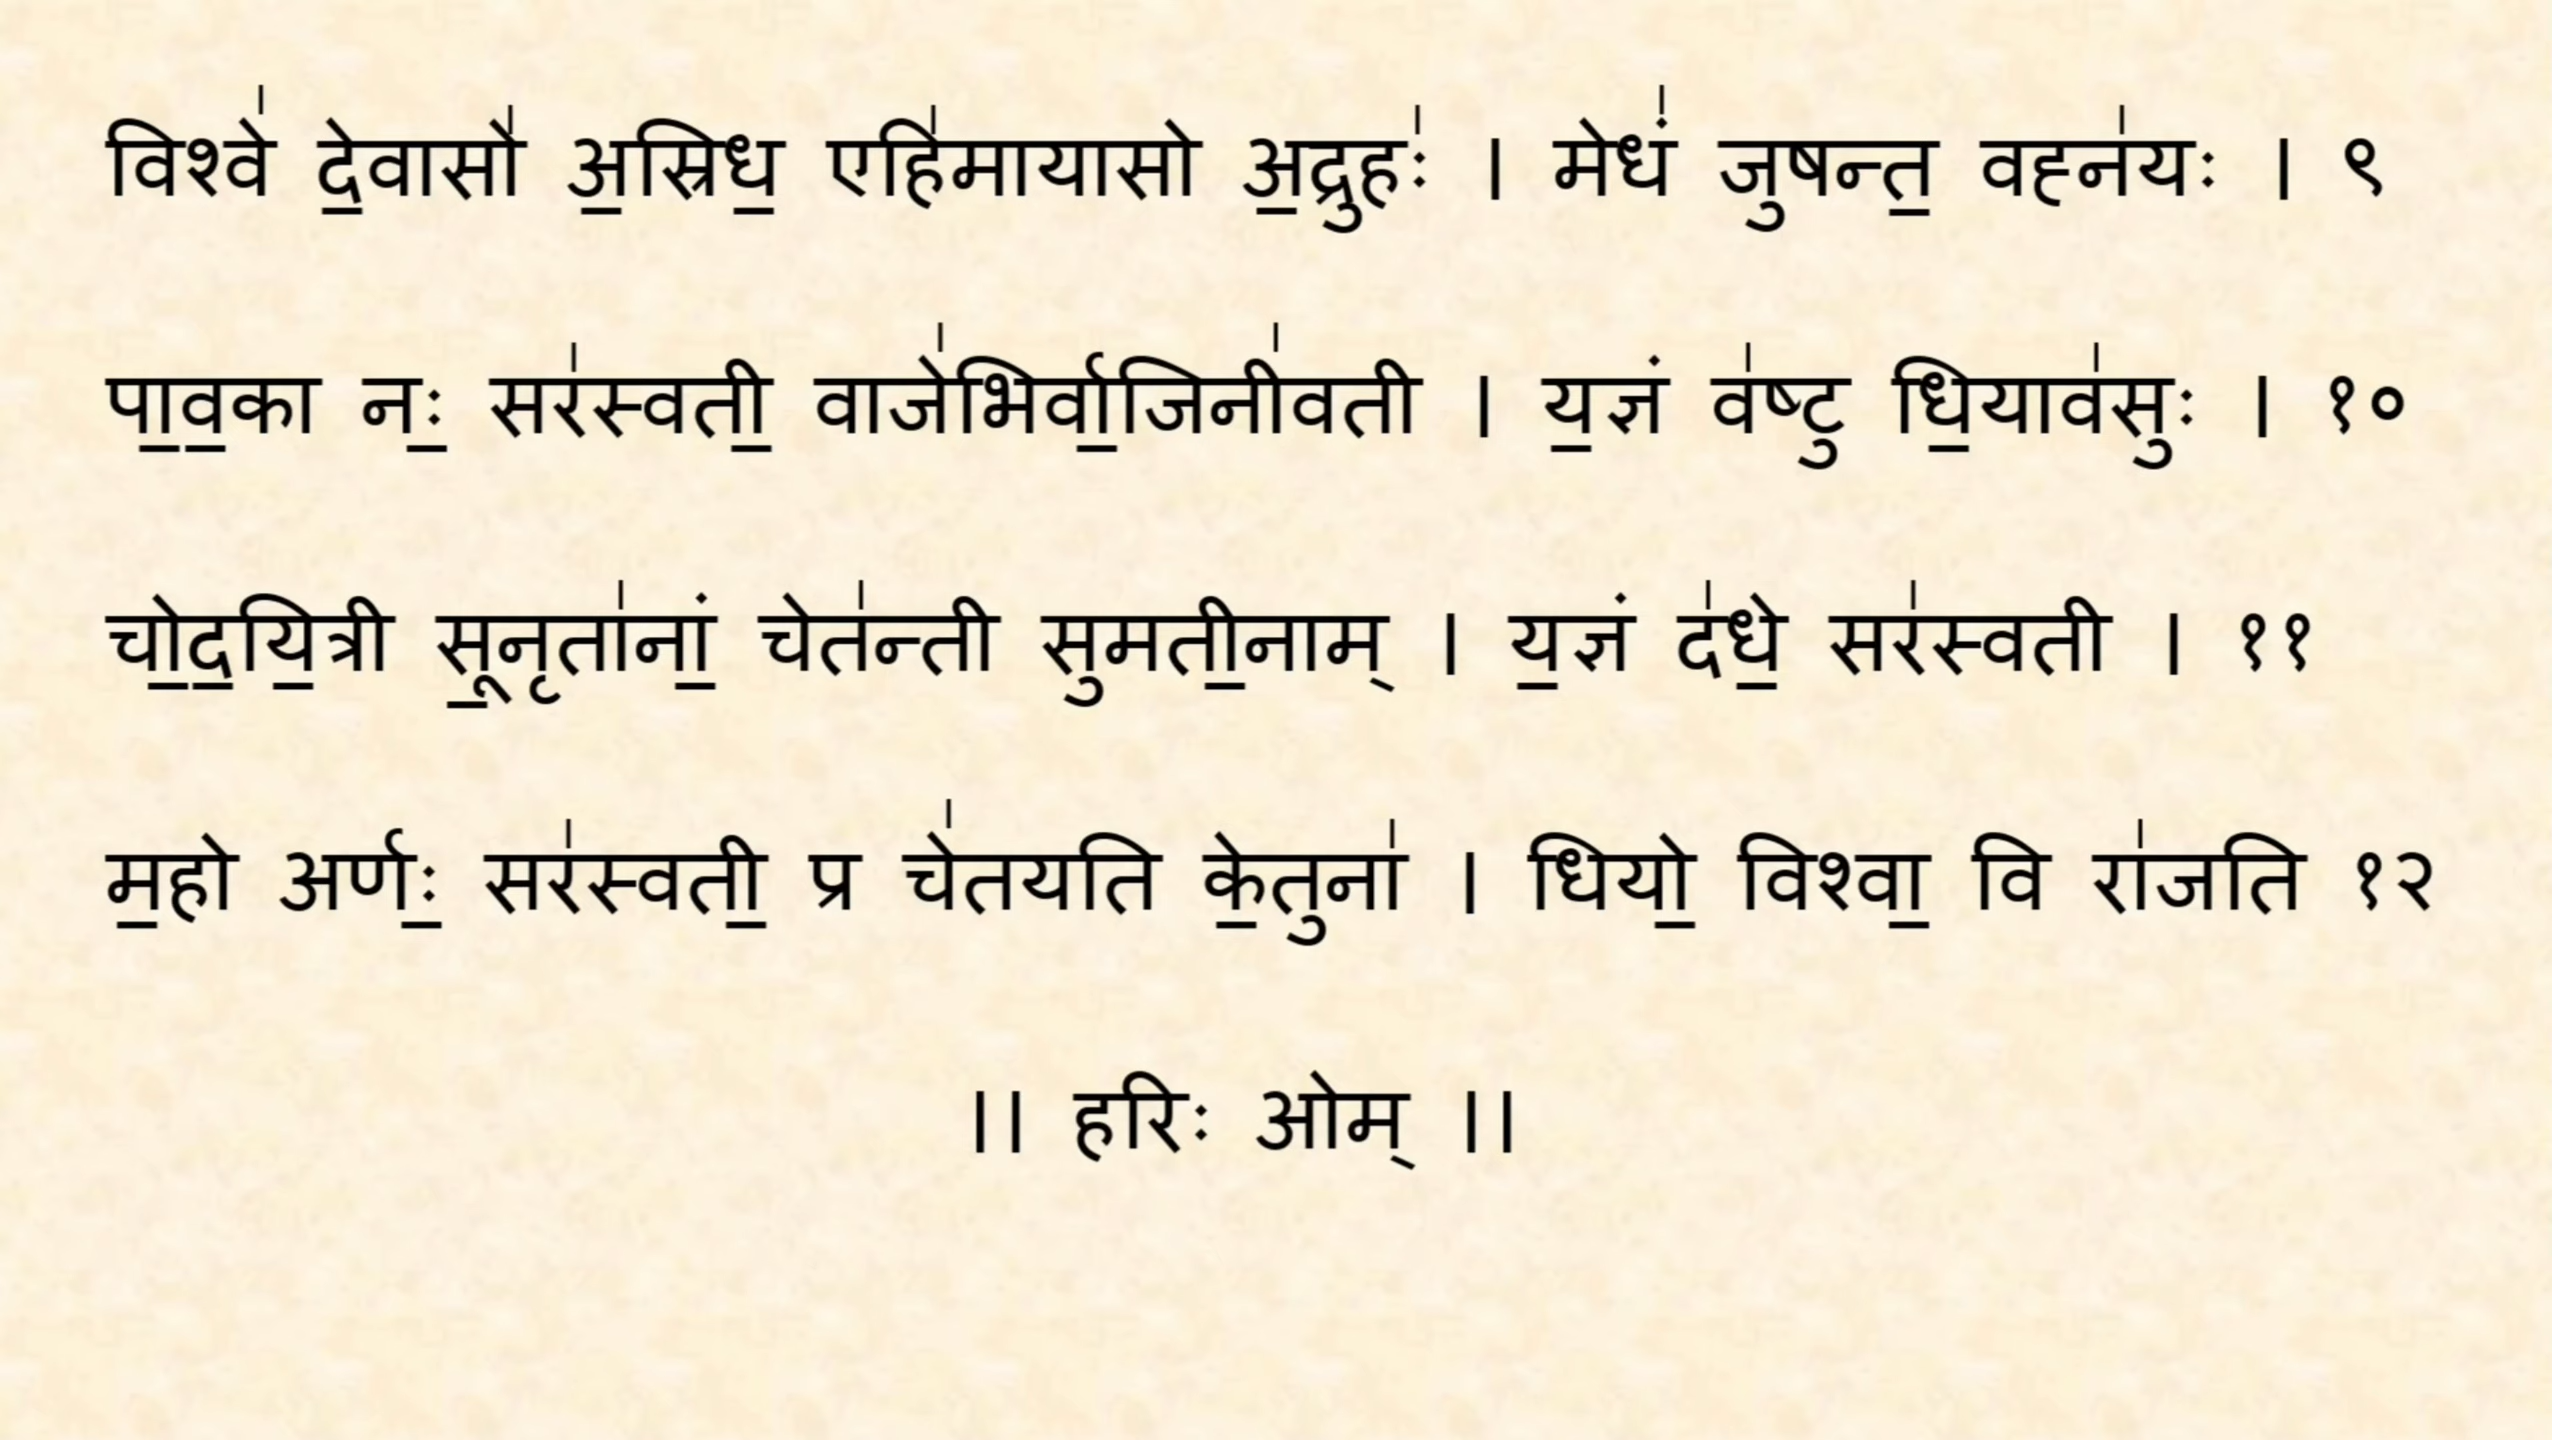 विश्वे॑ दे॒वासो॑ अ॒स्रिध॒ एहि॑मायासो अ॒द्रुहः॑ । मेधं॑ जुषन्त॒ वह्न॑यः । ९
पा॒व॒का नः॒ सर॑स्वती॒ वाजे॑भिर्वा॒जिनी॑वती । य॒ज्ञं व॑ष्टु धि॒याव॑सुः । १०
चो॒द॒यि॒त्री सू॒नृता॑नां॒ चेत॑न्ती सुमती॒नाम् । य॒ज्ञं द॑धे॒ सर॑स्वती । ११
म॒हो अर्णः॒ सर॑स्वती॒ प्र चे॑तयति के॒तुना॑ । धियो॒ विश्वा॒ वि रा॑जति १२
।। हरिः ओम् ।।